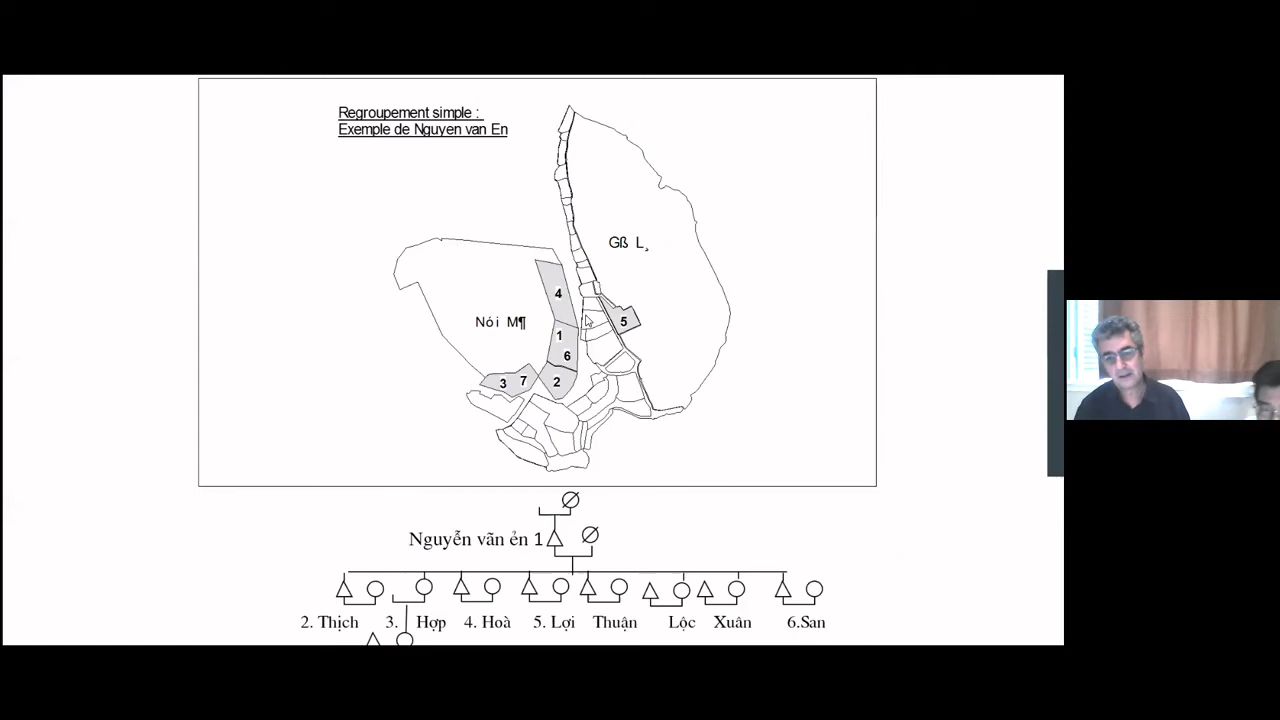 Regroupement simple :
Exemple de Nguyen van En
Gß L¸
4
Nói M¶
5
1
6
3 7 2
Nguyễn văn ẻn 1
2. Thịch 3. Hợp 4. Hoà 5. Lợi Thuận Lộc Xuân 6.San